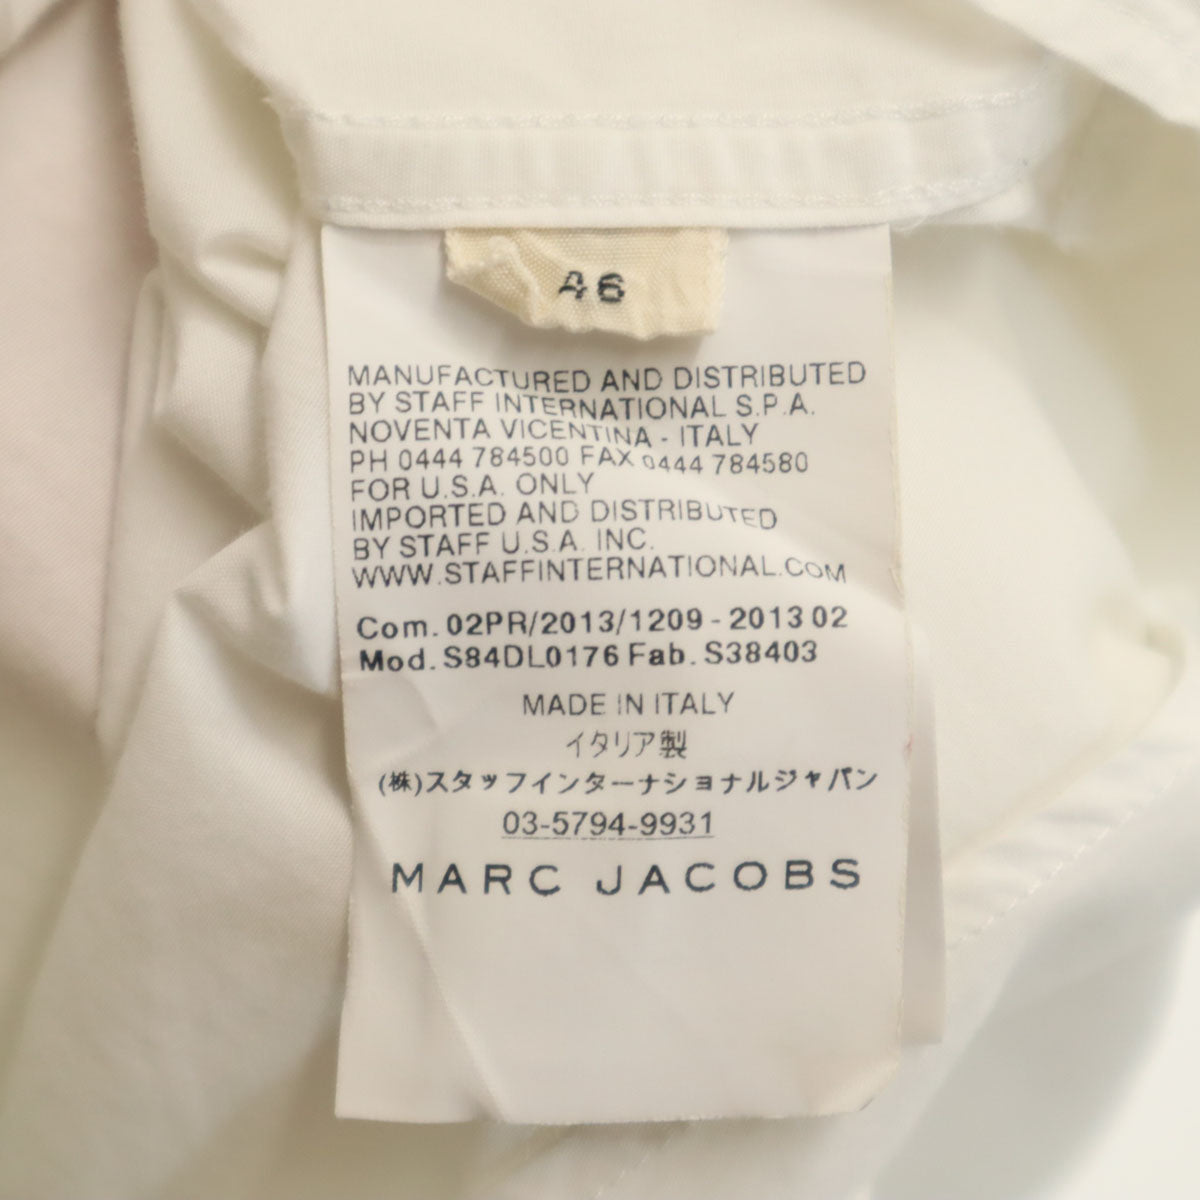 46
MANUFACTURED AND DISTRIBUTED
BY STAFF INTERNATIONAL S.P.A.
NOVENTA VICENTINA - ITALY
PH 0444 784500 FAX 0444 784580
FOR U.S.A. ONLY
IMPORTED AND DISTRIBUTED
BY STAFF U.S.A. INC.
WWW.STAFFINTERNATIONAL.COM
Com. 02PR/2013/1209 - 2013 02
Mod. S84DL0176 Fab. S38403
MADE IN ITALY
イタリア製
(株)スタッフインターナショナルジャパン
03-5794-9931
MARC JACOBS